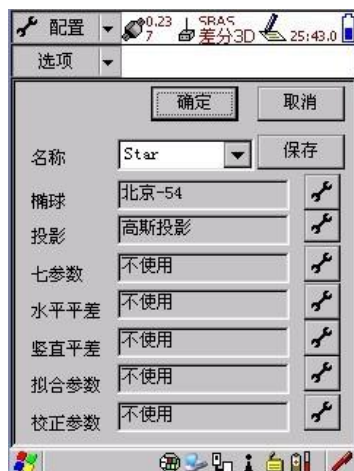 配置 0.23 SBAS
7 差分3D 25:43.0
选项
确定 取消
名称 Star 保存
椭球 北京-54
投影 高斯投影
七参数 不使用
水平平差 不使用
竖直平差 不使用
拟合参数 不使用
校正参数 不使用